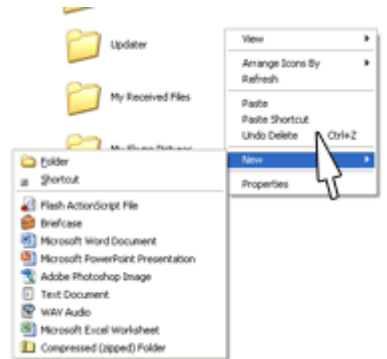 Updater
My Received Files
My
View
Arrange Icons By
Refresh
Paste
Paste Shortcut
Undo Delete Ctrl+Z
New
Properties
Folder
Shortcut
Flash ActionScript File
Briefcase
Microsoft Word Document
Microsoft PowerPoint Presentation
Adobe Photoshop Image
Text Document
WAV Audio
Microsoft Excel Worksheet
Compressed (zipped) Folder